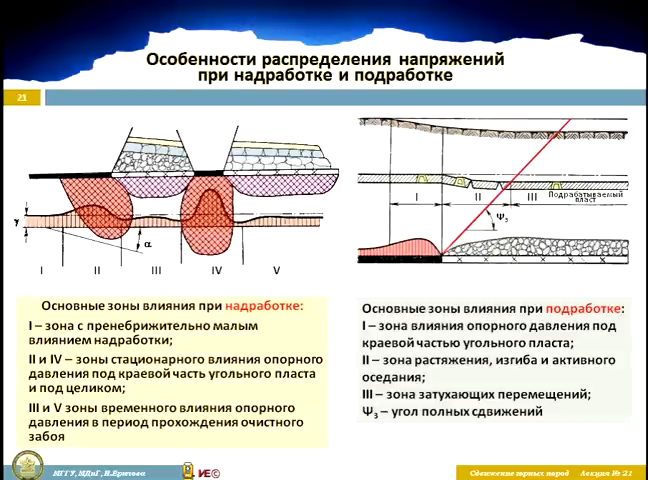 Особенности распределения напряжений
при надработке и подработке
21
γ
α
I II III IV V
I II III Подрабатываемый
пласт
Ψ₃
Основные зоны влияния при надработке:
I – зона с пренебрижительно малым
влиянием надработки;
II и IV – зоны стационарного влияния опорного
давления под краевой часть угольного пласта
и под целиком;
III и V зоны временного влияния опорного
давления в период прохождения очистного
забоя
Основные зоны влияния при подработке:
I – зона влияния опорного давления под
краевой частью угольного пласта;
II – зона растяжения, изгиба и активного
оседания;
III – зона затухающих перемещений;
Ψ₃ – угол полных сдвижений
МГГУ, МДиГ, И.Ерилова
ИЕ©
Сдвижение горных пород Лекция № 21